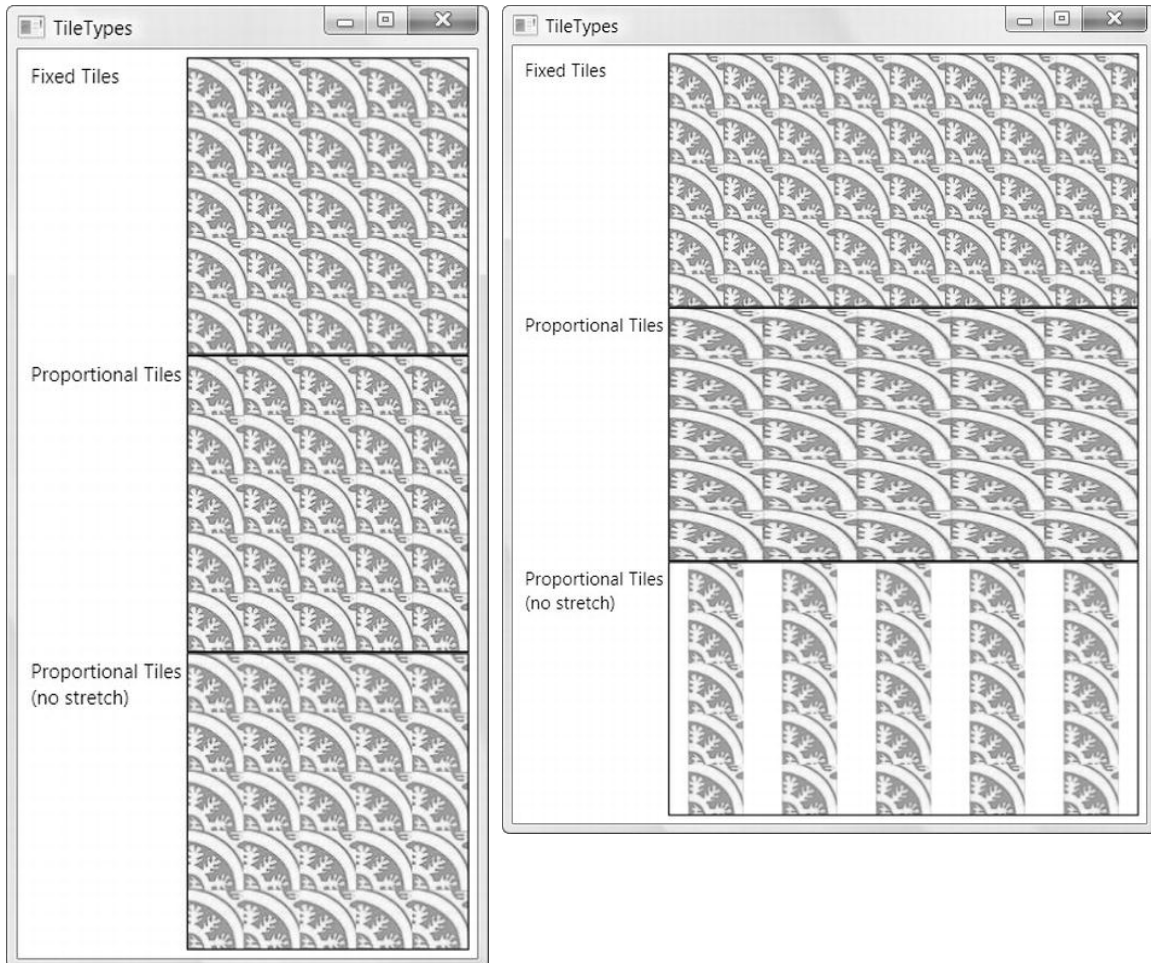 TileTypes
Fixed Tiles
Proportional Tiles
Proportional Tiles
(no stretch)
TileTypes
Fixed Tiles
Proportional Tiles
Proportional Tiles
(no stretch)